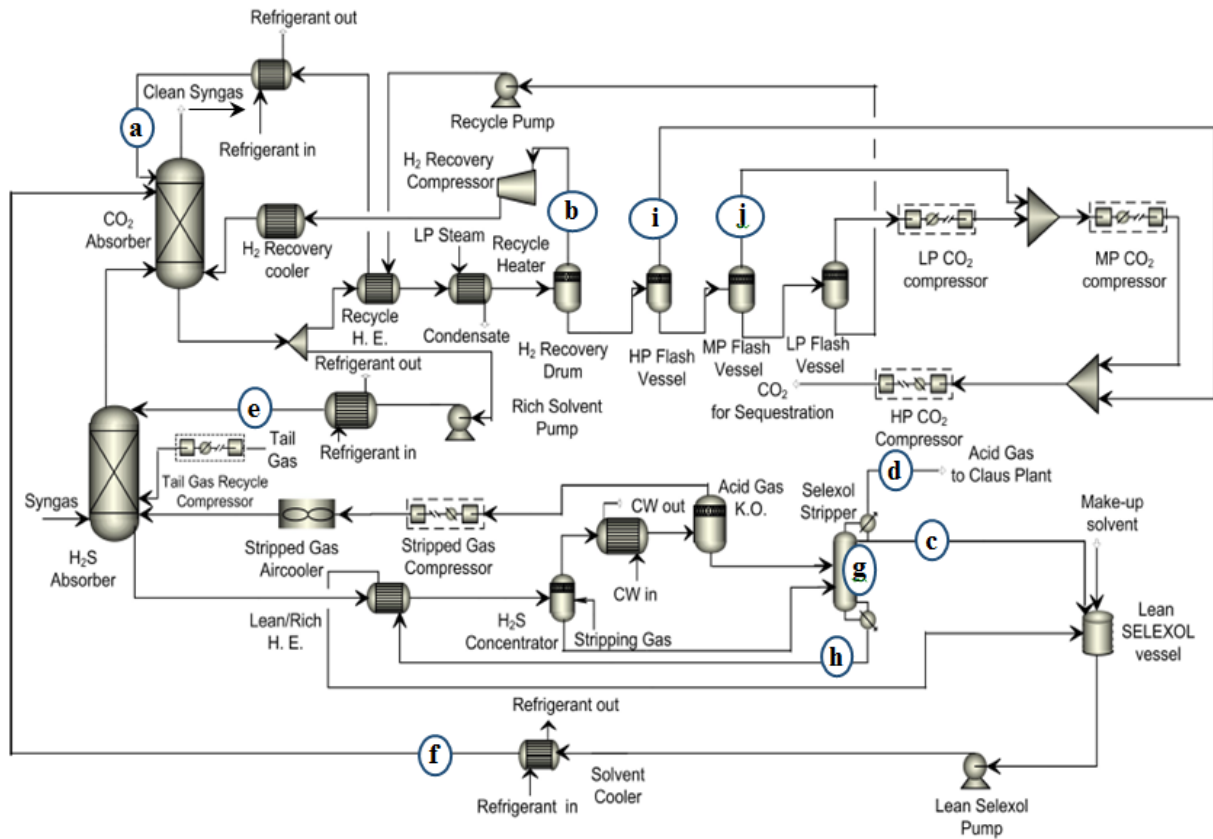 Refrigerant out
Clean Syngas
a
Refrigerant in
Recycle Pump
H2 Recovery
Compressor
b
i
j
CO2
Absorber
H2 Recovery
cooler
LP Steam
Recycle
Heater
LP CO2
compressor
MP CO2
compressor
Recycle
H. E.
Condensate
H2 Recovery
Drum
HP Flash
Vessel
MP Flash
Vessel
LP Flash
Vessel
Refrigerant out
CO2
for Sequestration
HP CO2
Compressor
e
Rich Solvent
Pump
Refrigerant in
Tail
Gas
Tail Gas Recycle
Compressor
Acid Gas
to Claus Plant
d
Selexol
Stripper
Syngas
H2S
Absorber
Stripped Gas
Aircooler
Stripped Gas
Compressor
CW out
Acid Gas
K.O.
CW in
c
g
Make-up
solvent
Lean/Rich
H. E.
H2S
Concentrator
Stripping Gas
h
Lean
SELEXOL
vessel
Refrigerant out
f
Solvent
Cooler
Refrigerant in
Lean Selexol
Pump